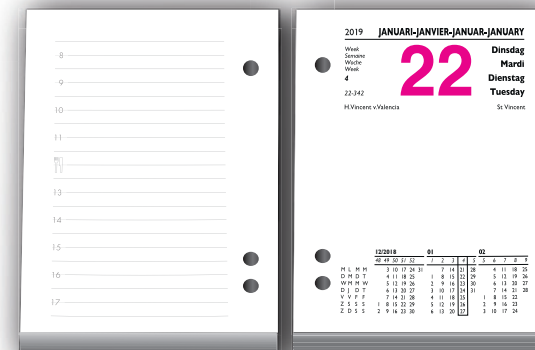 8
9
10
11
13
14
15
16
17
2019 JANUARI-JANVIER-JANUAR-JANUARY
Week
Semaine
Woche
Week
4
22-342
22
Dinsdag
Mardi
Dienstag
Tuesday
H.Vincent v.Valencia St Vincent
12/2018 01 02
48 49 50 51 52 1 2 3 4 5 5 6 7 8 9
M L M M 3 10 17 24 31 7 14 21 28 4 11 18 25
D M D T 4 11 18 25 1 8 15 22 29 5 12 19 26
W M M W 5 12 19 26 2 9 16 23 30 6 13 20 27
D J D T 6 13 20 27 3 10 17 24 31 7 14 21 28
V V F F 7 14 21 28 4 11 18 25 1 8 15 22
Z S S S 1 8 15 22 29 5 12 19 26 2 9 16 23
Z D S S 2 9 16 23 30 6 13 20 27 3 10 17 24